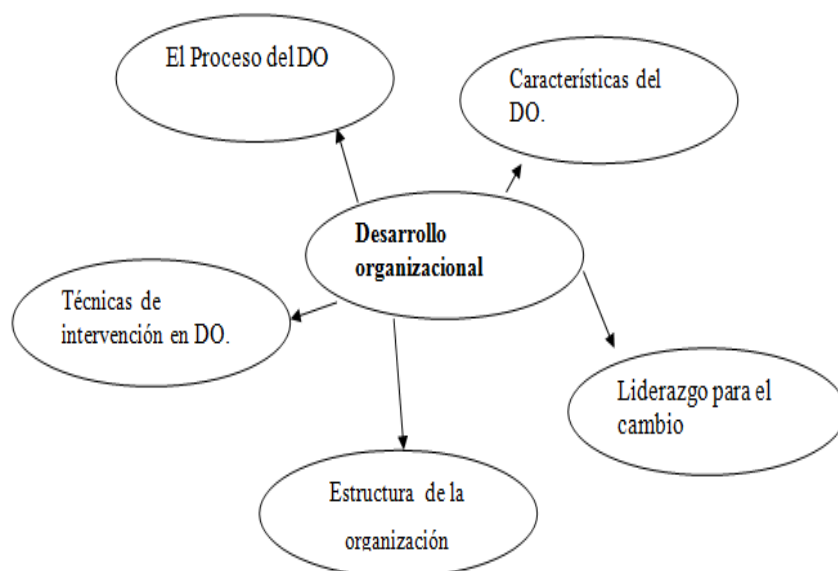 El Proceso del DO
Características del
DO.
Desarrollo
organizacional
Técnicas de
intervención en DO.
Liderazgo para el
cambio
Estructura de la
organización